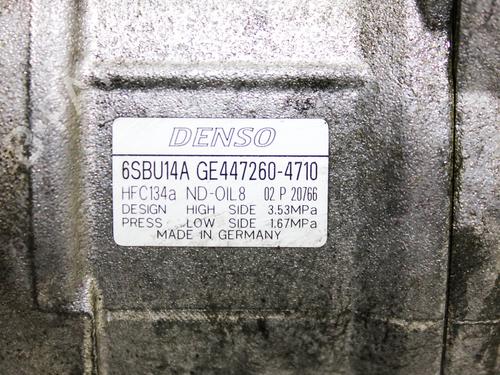 DENSO
6SBU14A GE447260-4710
HFC134a ND-OIL8 02 P 20766
DESIGN HIGH SIDE 3.53MPa
PRESS LOW SIDE 1.67MPa
MADE IN GERMANY